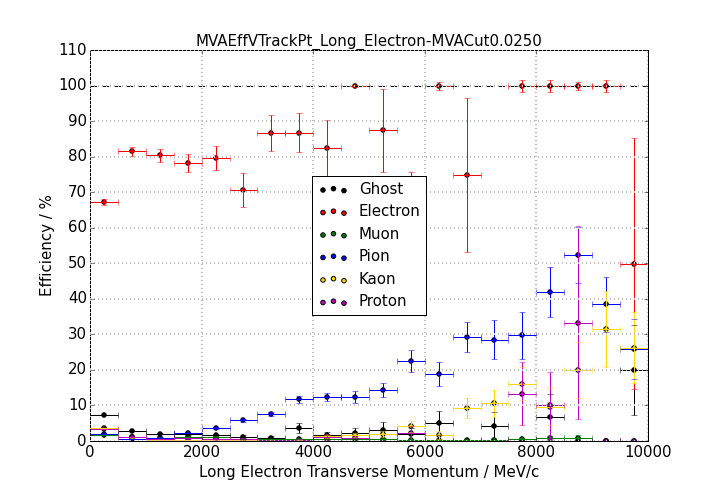 MVAEffVTrackPt_Long_Electron-MVACut0.0250
110
100
90
80
70
60
50
40
30
20
10
0
Efficiency / %
Ghost
Electron
Muon
Pion
Kaon
Proton
0 2000 4000 6000 8000 10000
Long Electron Transverse Momentum / MeV/c